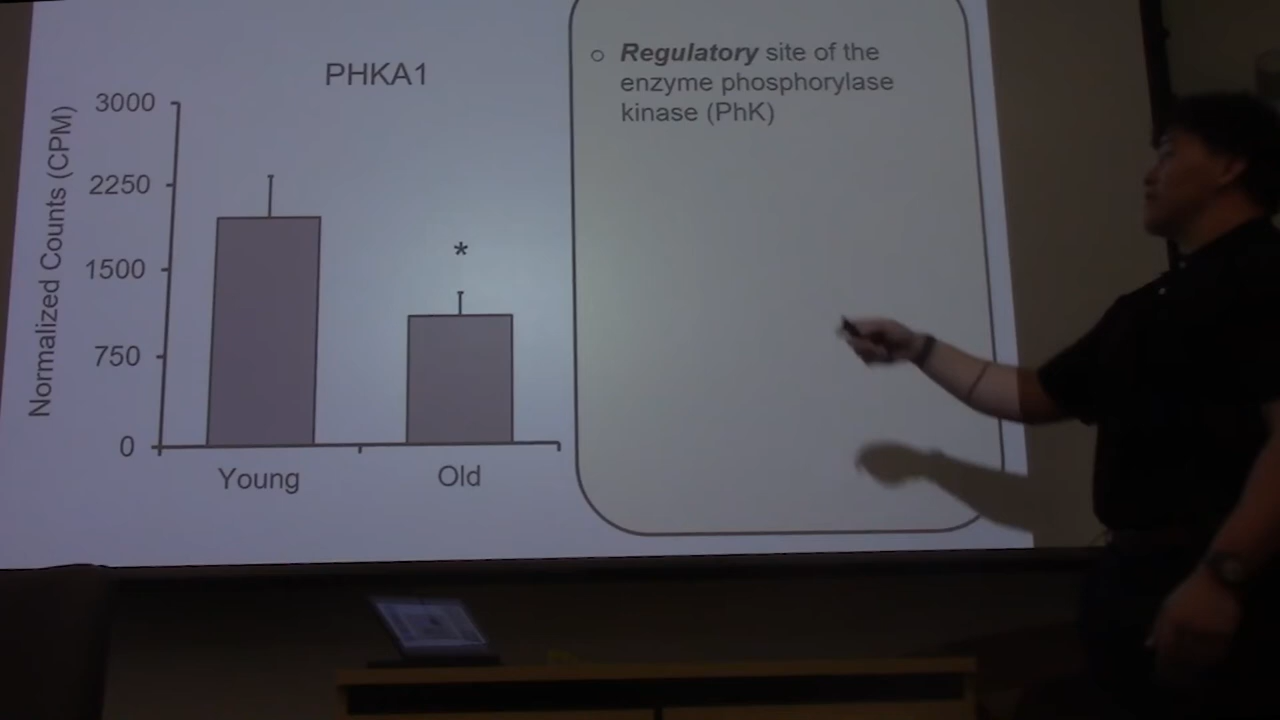 PHKA1
Normalized Counts (CPM)
3000
2250
1500
750
0
*
Young
Old
Regulatory site of the
enzyme phosphorylase
kinase (PhK)